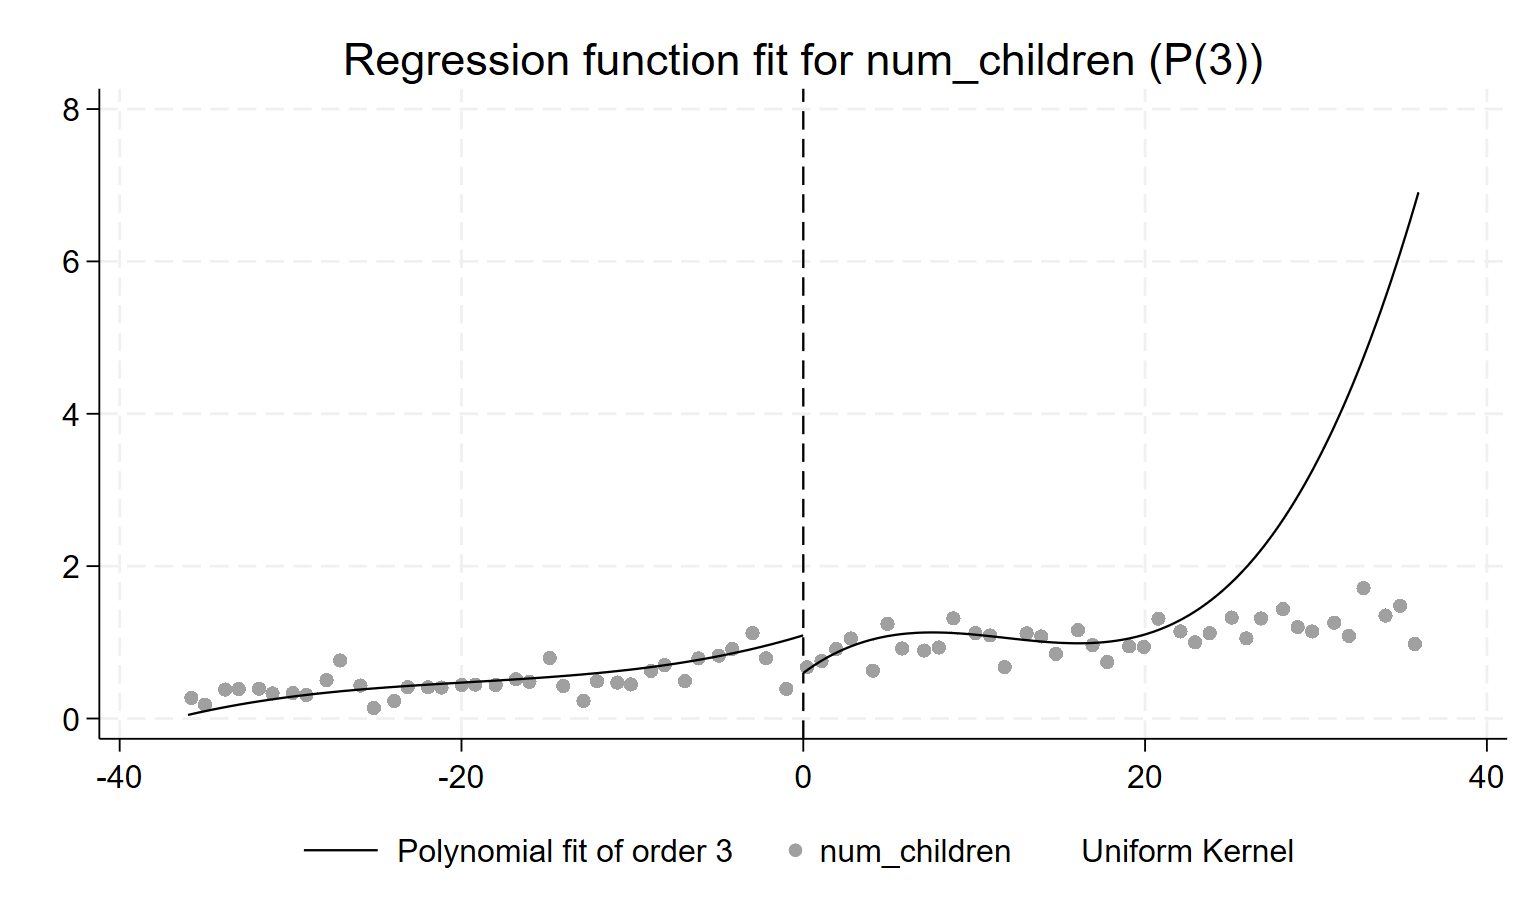 Regression function fit for num_children (P(3))
8
6
4
2
0
-40 -20 0 20 40
Polynomial fit of order 3 num_children Uniform Kernel